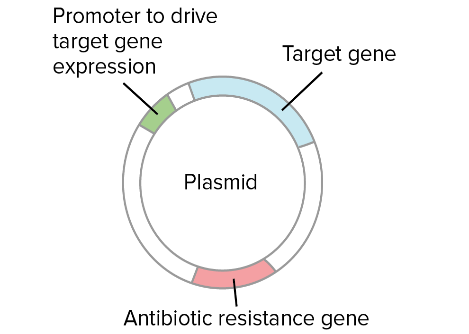 Promoter to drive
target gene
expression
Target gene
Plasmid
Antibiotic resistance gene